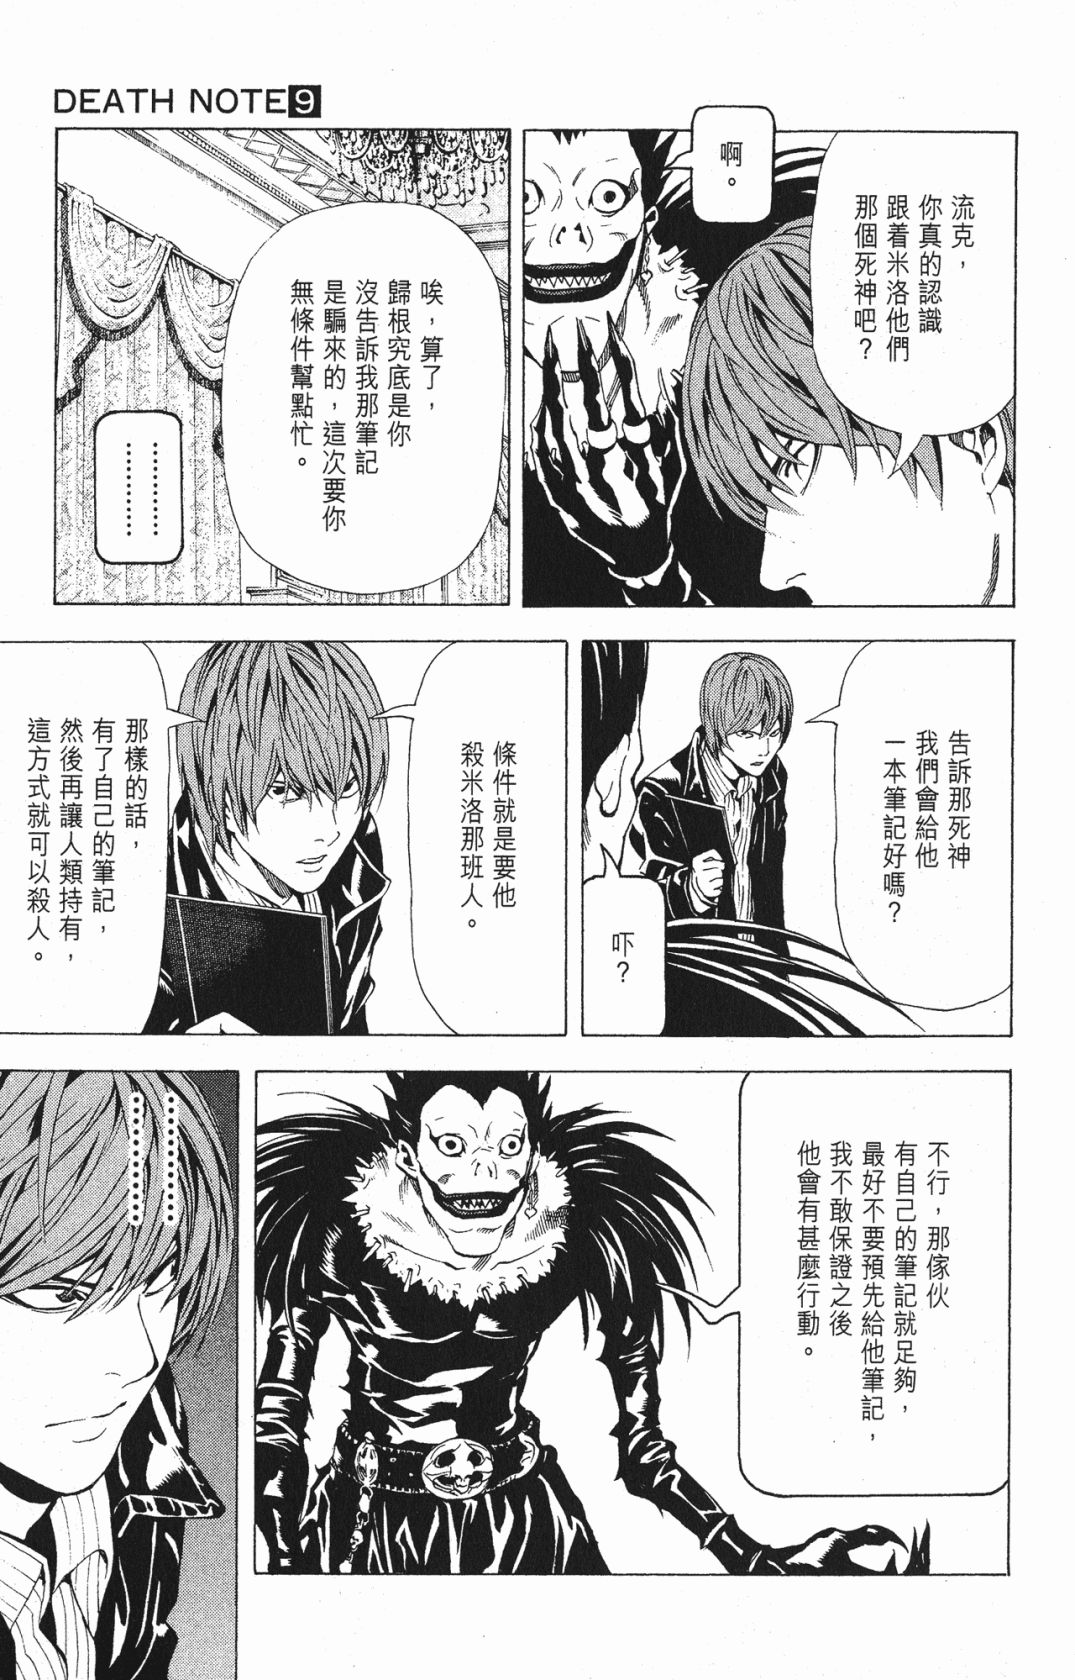 DEATH NOTE 9
流克，
你真的認識
跟着米洛他們
那個死神吧？
啊。
唉，算了，
歸根究底是你
沒告訴我那筆記
是騙來的，這次要你
無條件幫點忙。
………
告訴那死神
我們會給他
一本筆記好嗎？
吓？
條件就是要他
殺米洛那班人。
那樣的話，
有了自己的筆記，
然後再讓人類持有，
這方式就可以殺人。
不行，那傢伙
有自己的筆記就足夠，
最好不要預先給他筆記，
我不敢保證之後
他會有甚麼行動。
………
………